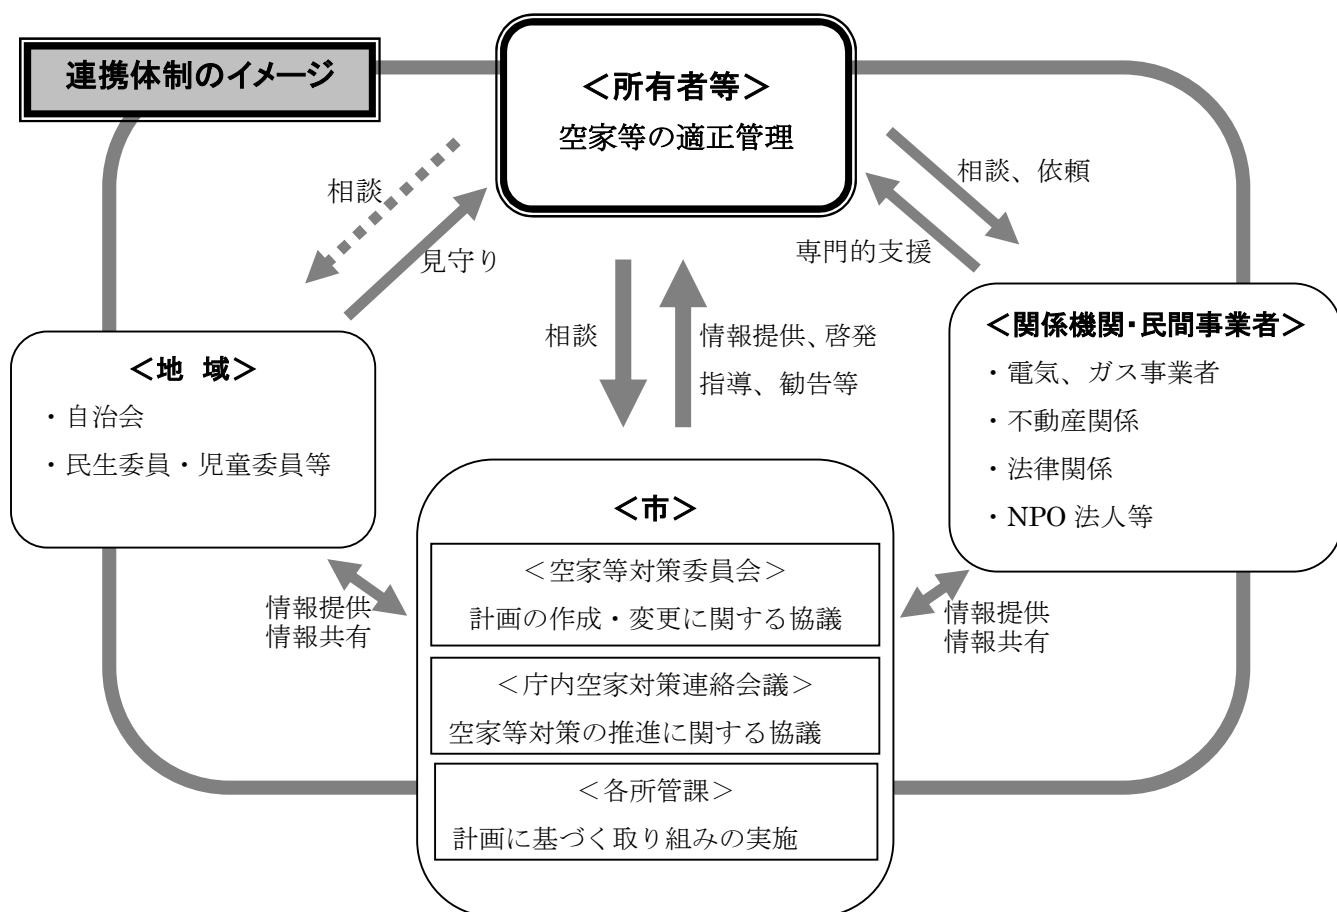 連携体制のイメージ
＜所有者等＞
空家等の適正管理
相談
見守り
相談、依頼
専門的支援
相談
情報提供、啓発
指導、勧告等
＜地　域＞
・自治会
・民生委員・児童委員等
＜関係機関・民間事業者＞
・電気、ガス事業者
・不動産関係
・法律関係
・NPO 法人等
情報提供
情報共有
＜市＞
＜空家等対策委員会＞
計画の作成・変更に関する協議
＜庁内空家対策連絡会議＞
空家等対策の推進に関する協議
＜各所管課＞
計画に基づく取り組みの実施
情報提供
情報共有